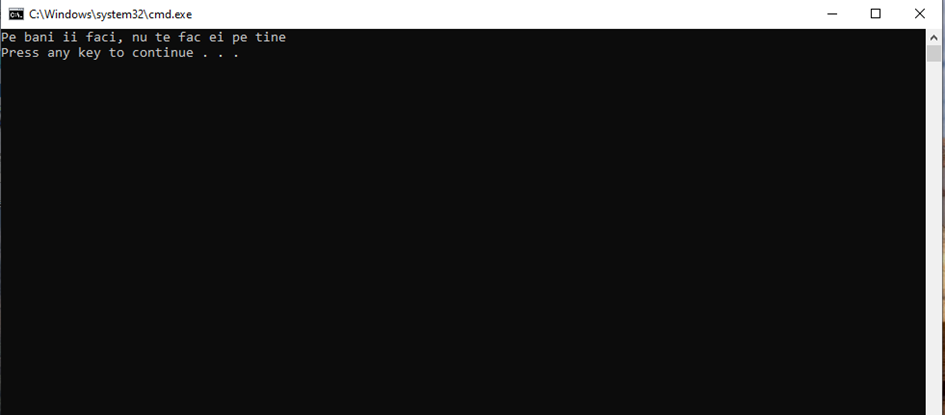 C:\Windows\system32\cmd.exe
Pe bani ii faci, nu te fac ei pe tine
Press any key to continue . . .